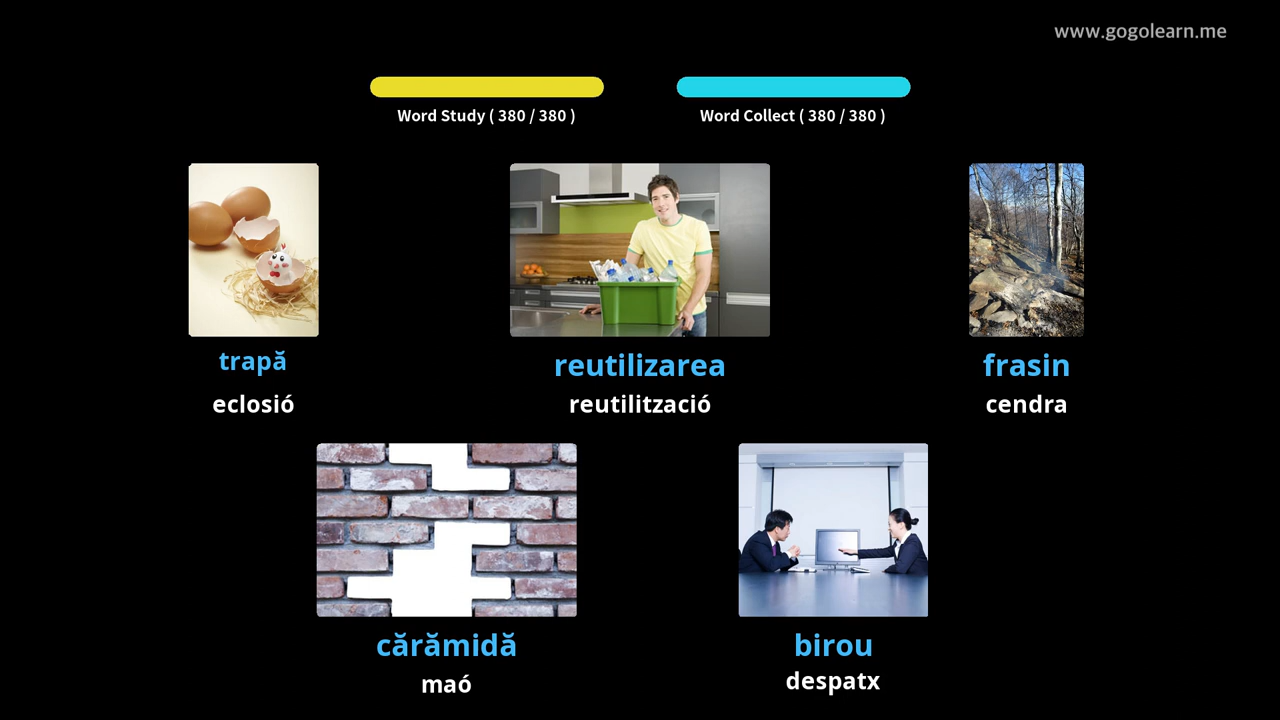 www.gogolearn.me
Word Study ( 380 / 380 )
Word Collect ( 380 / 380 )
trapă
reutilizarea
frasin
eclosió
reutilització
cendra
cărămidă
birou
maó
despatx